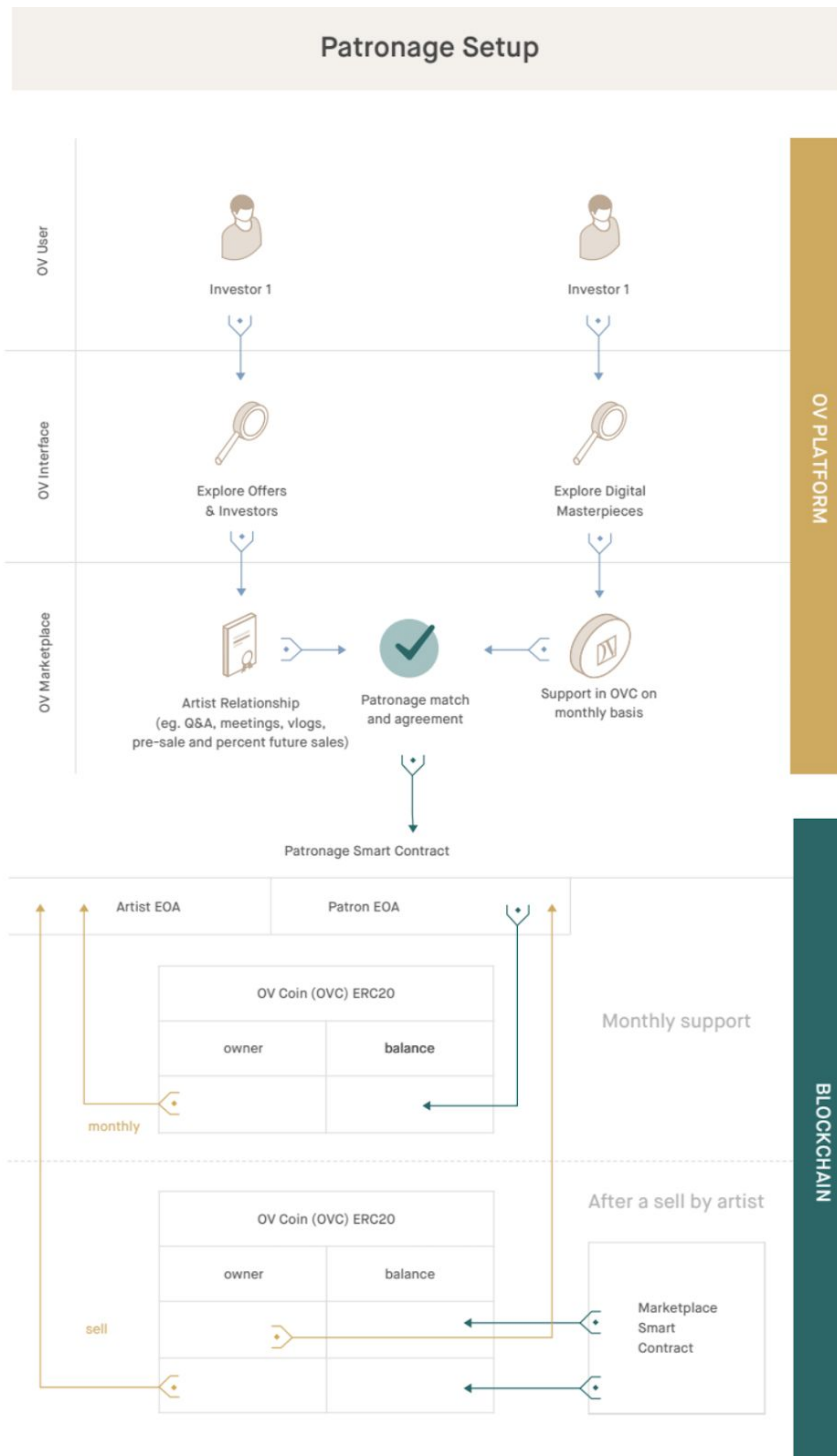 Patronage Setup
OV User
Investor 1
Investor 1
OV PLATFORM
OV Interface
Explore Offers
& Investors
Explore Digital
Masterpieces
OV Marketplace
Artist Relationship
(eg. Q&A, meetings, vlogs,
pre-sale and percent future sales)
Patronage match
and agreement
Support in OVC on
monthly basis
Patronage Smart Contract
Artist EOA
Patron EOA
BLOCKCHAIN
OV Coin (OVC) ERC20
owner
balance
Monthly support
monthly
After a sell by artist
OV Coin (OVC) ERC20
owner
balance
sell
Marketplace
Smart
Contract